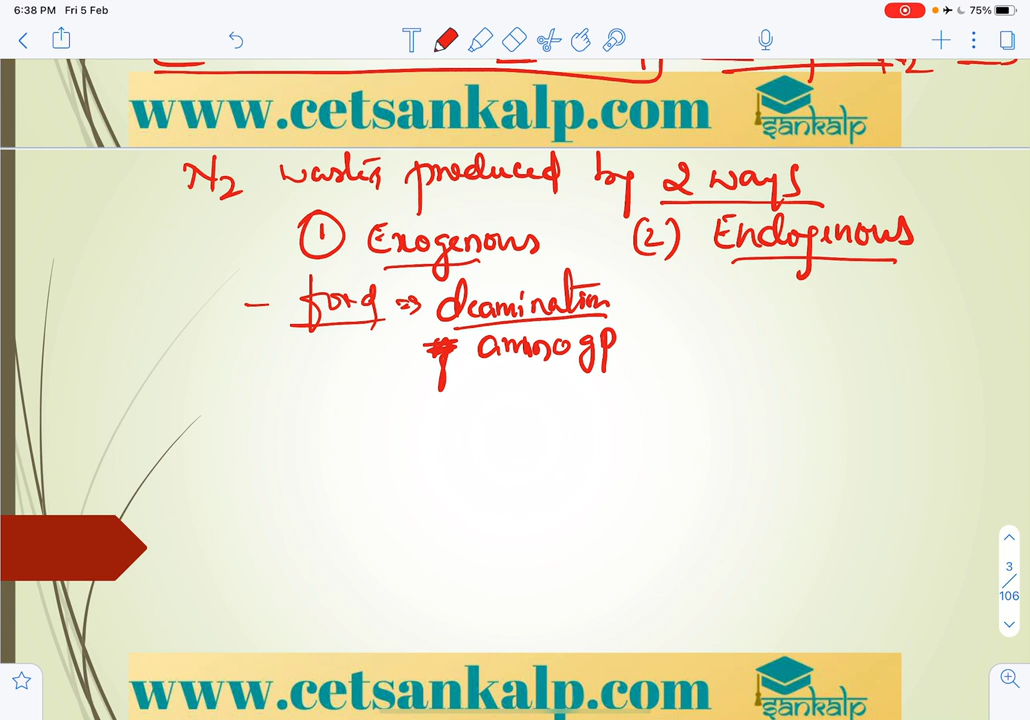 6:38 PM Fri 5 Feb
75%
www.cetsankalp.com
sankalp
N2 wastes produced by 2 ways
① Exogenous (2) Endogenous
- food ⇒ deamination
amino gp
3
106
www.cetsankalp.com
sankalp